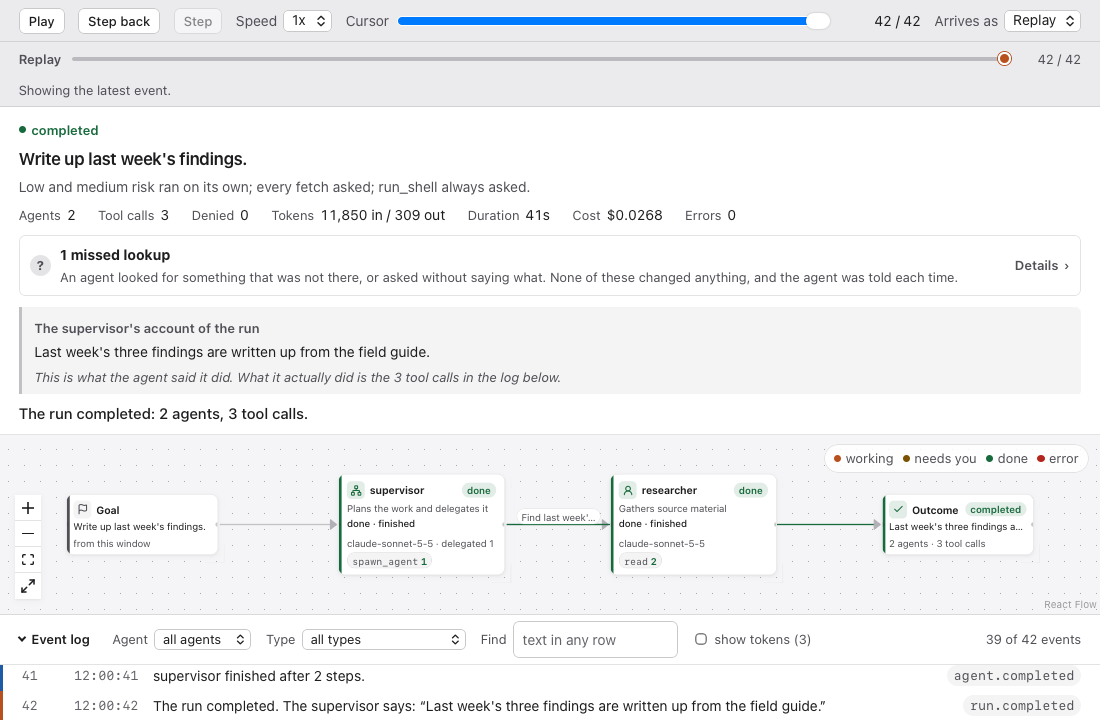 Play Step back Step Speed 1x Cursor 42 / 42 Arrives as Replay
Replay 42 / 42
Showing the latest event.
completed
Write up last week's findings.
Low and medium risk ran on its own; every fetch asked; run_shell always asked.
Agents 2 Tool calls 3 Denied 0 Tokens 11,850 in / 309 out Duration 41s Cost $0.0268 Errors 0
?
1 missed lookup
An agent looked for something that was not there, or asked without saying what. None of these changed anything, and the agent was told each time.
Details ›
The supervisor's account of the run
Last week's three findings are written up from the field guide.
This is what the agent said it did. What it actually did is the 3 tool calls in the log below.
The run completed: 2 agents, 3 tool calls.
working needs you done error
Goal
Write up last week's findings.
from this window
supervisor done
Plans the work and delegates it
done · finished
claude-sonnet-5-5 · delegated 1
spawn_agent 1
Find last week'...
researcher done
Gathers source material
done · finished
claude-sonnet-5-5
read 2
Outcome completed
Last week's three findings a...
2 agents · 3 tool calls
React Flow
Event log Agent all agents Type all types Find text in any row show tokens (3) 39 of 42 events
41 12:00:41 supervisor finished after 2 steps. agent.completed
42 12:00:42 The run completed. The supervisor says: “Last week's three findings are written up from the field guide.” run.completed